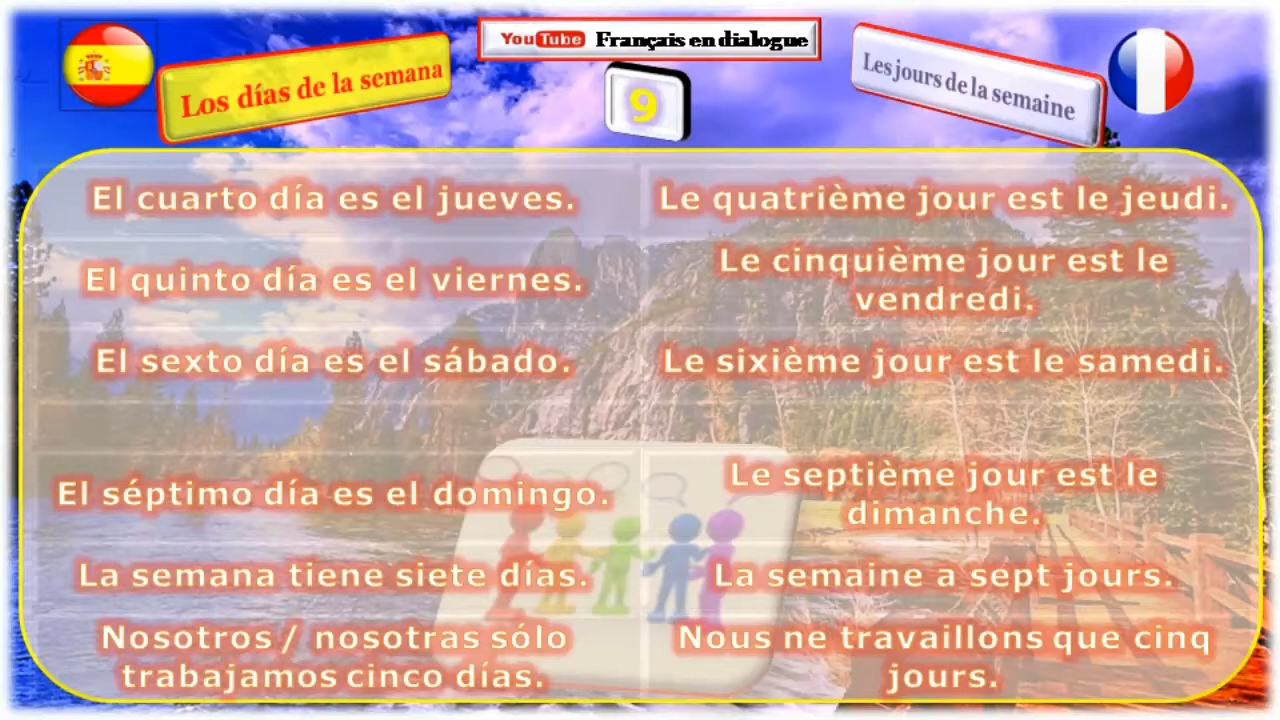 YouTube Français en dialogue
Los días de la semana
9
Les jours de la semaine
El cuarto día es el jueves.
Le quatrième jour est le jeudi.
El quinto día es el viernes.
Le cinquième jour est le
vendredi.
El sexto día es el sábado.
Le sixième jour est le samedi.
El séptimo día es el domingo.
Le septième jour est le
dimanche.
La semana tiene siete días.
La semaine a sept jours.
Nosotros / nosotras sólo
trabajamos cinco días.
Nous ne travaillons que cinq
jours.